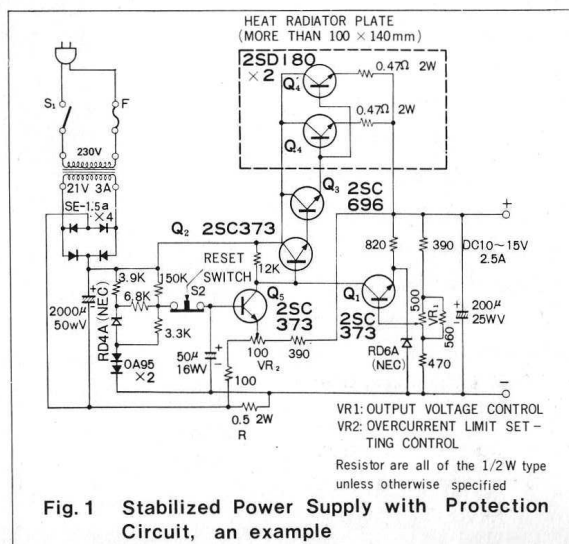 HEAT RADIATOR PLATE
(MORE THAN 100 × 140mm)
2SD180
×2
Q4'
0.47Ω 2W
0.47Ω 2W
Q4
S1
F
230V
21V 3A
SE-1.5a
×4
Q3
2SC
696
Q2 2SC373
+
DC10~15V
2.5A
3.9K
150K
RESET
SWITCH
S2
12K
820
390
6.8K
Q5
2SC
373
Q1
2SC
373
500
VR1
560
200μ
25WV
2000μ
50WV
RD4A (NEC)
3.3K
50μ
16WV
100
VR2
390
RD6A
(NEC)
470
OA95
×2
100
0.5 2W
R
−
VR1: OUTPUT VOLTAGE CONTROL
VR2: OVERCURRENT LIMIT SET-
TING CONTROL
Resistor are all of the 1/2 W type
unless otherwise specified
Fig. 1 Stabilized Power Supply with Protection
Circuit, an example